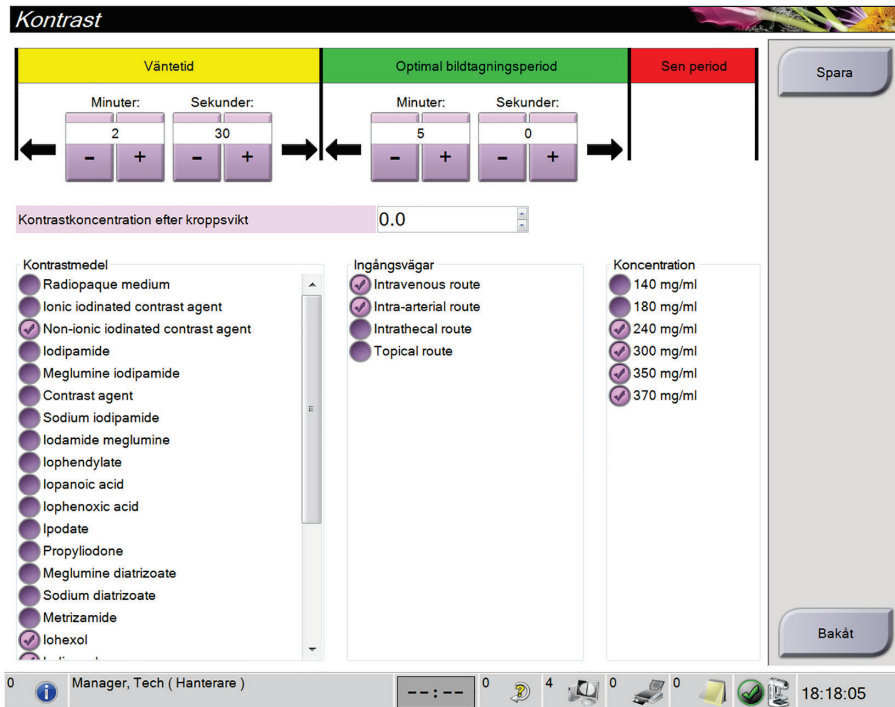 Kontrast
Väntetid
Optimal bildtagningsperiod
Sen period
Spara
Minuter:
Sekunder:
Minuter:
Sekunder:
2
30
5
0
- +
- +
- +
- +
Kontrastkoncentration efter kroppsvikt
0.0
Kontrastmedel
Radiopaque medium
Ionic iodinated contrast agent
Non-ionic iodinated contrast agent
Iodipamide
Meglumine iodipamide
Contrast agent
Sodium iodipamide
Iodamide meglumine
Iophendylate
Iopanoic acid
Iophenoxic acid
Ipodate
Propyliodone
Meglumine diatrizoate
Sodium diatrizoate
Metrizamide
Iohexol
Ingångsvägar
Intravenous route
Intra-arterial route
Intrathecal route
Topical route
Koncentration
140 mg/ml
180 mg/ml
240 mg/ml
300 mg/ml
350 mg/ml
370 mg/ml
Bakåt
0
Manager, Tech ( Hanterare )
--:--
0
4
0
0
18:18:05